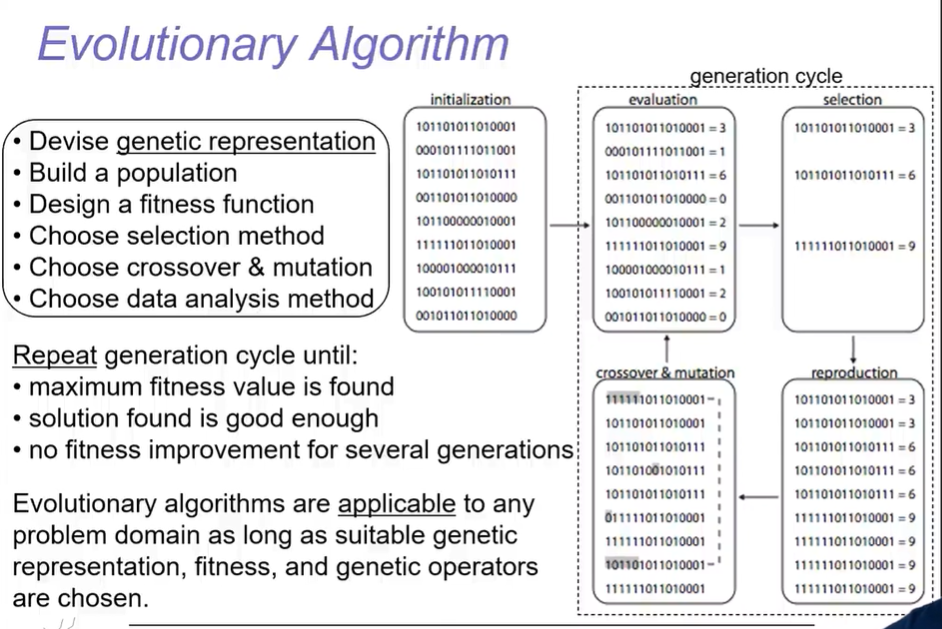 Evolutionary Algorithm
• Devise genetic representation
• Build a population
• Design a fitness function
• Choose selection method
• Choose crossover & mutation
• Choose data analysis method
Repeat generation cycle until:
• maximum fitness value is found
• solution found is good enough
• no fitness improvement for several generations
Evolutionary algorithms are applicable to any
problem domain as long as suitable genetic
representation, fitness, and genetic operators
are chosen.
generation cycle
initialization
101101011010001
000101111011001
101101011010111
001101011010000
101100000010001
111111011010001
100001000010111
100101011110001
001011011010000
evaluation
101101011010001 = 3
000101111011001 = 1
101101011010111 = 6
001101011010000 = 0
101100000010001 = 2
111111011010001 = 9
100001000010111 = 1
100101011110001 = 2
001011011010000 = 0
selection
101101011010001 = 3
101101011010111 = 6
111111011010001 = 9
reproduction
101101011010001 = 3
101101011010001 = 3
101101011010111 = 6
101101011010111 = 6
101101011010111 = 6
111111011010001 = 9
111111011010001 = 9
111111011010001 = 9
111111011010001 = 9
crossover & mutation
111111011010001
101101011010001
101101011010111
101101001010111
101101011010111
011111011010001
111111011010001
101101011010001
111111011010001